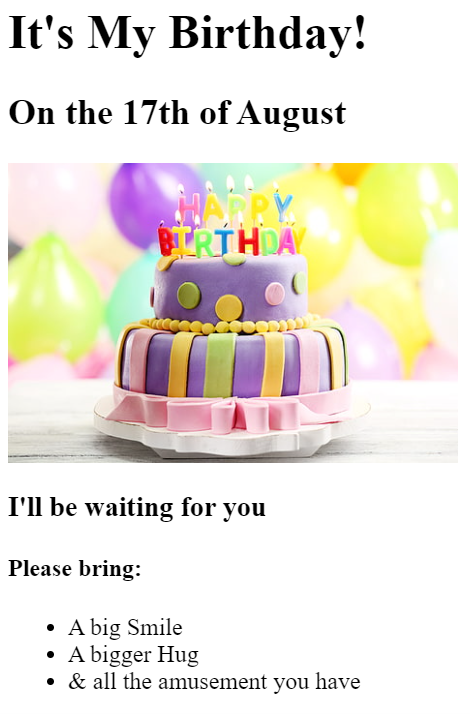 It's My Birthday!
On the 17th of August
HAPPY
BIRTHDAY
I'll be waiting for you
Please bring:
A big Smile
A bigger Hug
& all the amusement you have